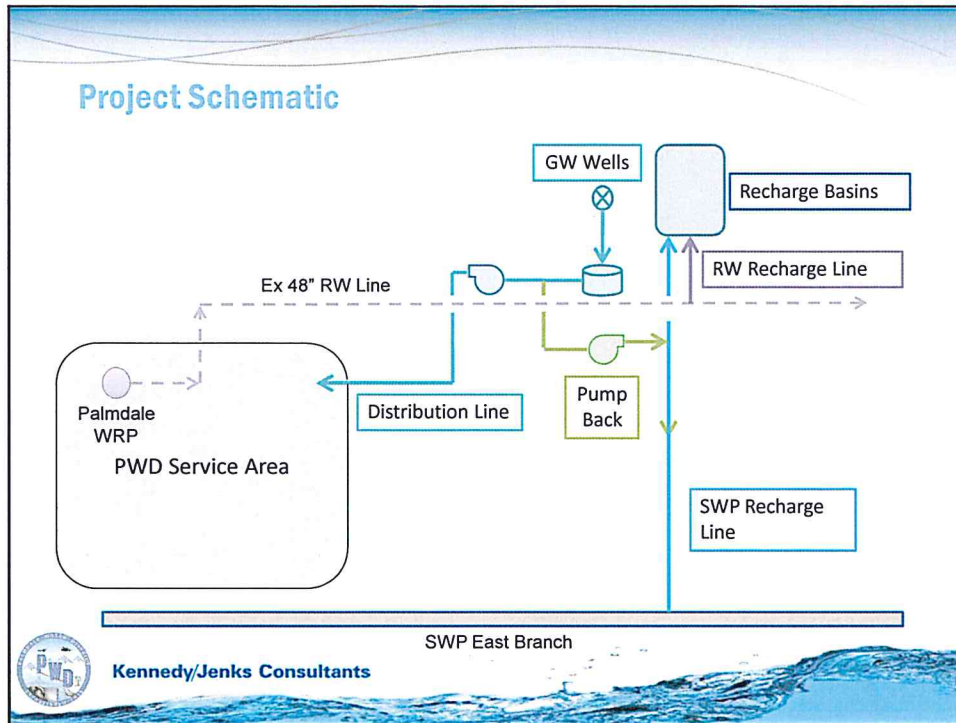 Project Schematic
GW Wells
Recharge Basins
RW Recharge Line
Ex 48" RW Line
Palmdale
WRP
PWD Service Area
Distribution Line
Pump
Back
SWP Recharge
Line
SWP East Branch
PWD
Kennedy/Jenks Consultants